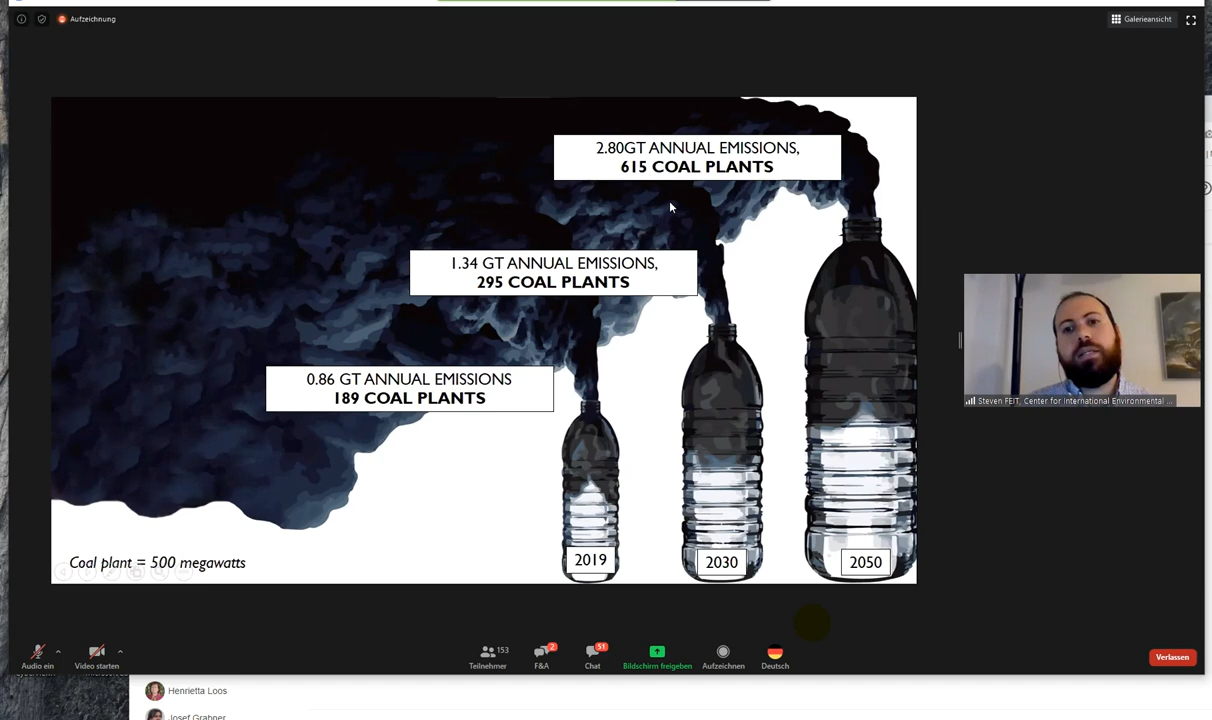 Aufzeichnung
Galerieansicht
2.80GT ANNUAL EMISSIONS,
615 COAL PLANTS
1.34 GT ANNUAL EMISSIONS,
295 COAL PLANTS
0.86 GT ANNUAL EMISSIONS
189 COAL PLANTS
Steven FEIT, Center for International Environmental ...
Coal plant = 500 megawatts
2019
2030
2050
153
2
51
Audio ein
Video starten
Teilnehmer
F&A
Chat
Bildschirm freigeben
Aufzeichnen
Deutsch
Verlassen
Henrietta Loos
Josef Grabner